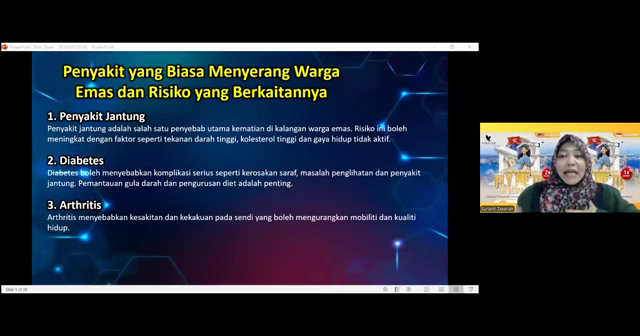 Penyakit yang Biasa Menyerang Warga
Emas dan Risiko yang Berkaitannya
1. Penyakit Jantung
Penyakit jantung adalah salah satu penyebab utama kematian di kalangan warga emas. Risiko ini boleh
meningkat dengan faktor seperti tekanan darah tinggi, kolesterol tinggi dan gaya hidup tidak aktif.
2. Diabetes
Diabetes boleh menyebabkan komplikasi serius seperti kerosakan saraf, masalah penglihatan dan penyakit
jantung. Pemantauan gula darah dan pengurusan diet adalah penting.
3. Arthritis
Arthritis menyebabkan kesakitan dan kekakuan pada sendi yang boleh mengurangkan mobiliti dan kualiti
hidup.